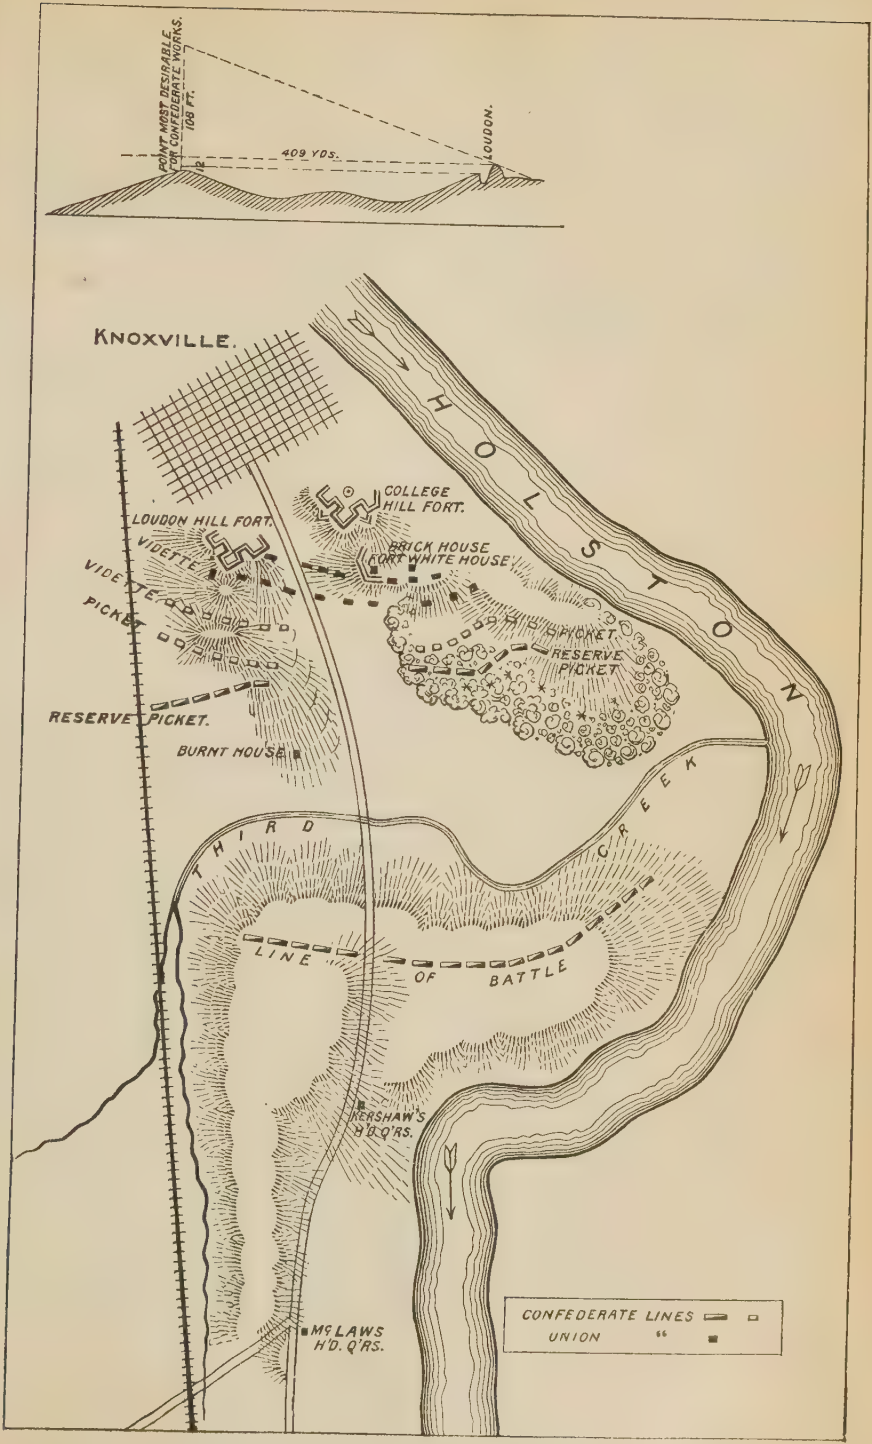 POINT MOST DESIRABLE
FOR CONFEDERATE WORKS.
108 FT.
12
409 YDS.
LOUDON.
KNOXVILLE.
HOLSTON
COLLEGE
HILL FORT.
LOUDON HILL FORT.
VIDETTE
BRICK HOUSE
FORT WHITE HOUSE
VIDETTE
PICKET
PICKET
RESERVE
PICKET
RESERVE PICKET.
BURNT HOUSE
THIRD CREEK
LINE OF BATTLE
KERSHAW'S
H'D. Q'RS.
McLAWS
H'D. Q'RS.
CONFEDERATE LINES
UNION "